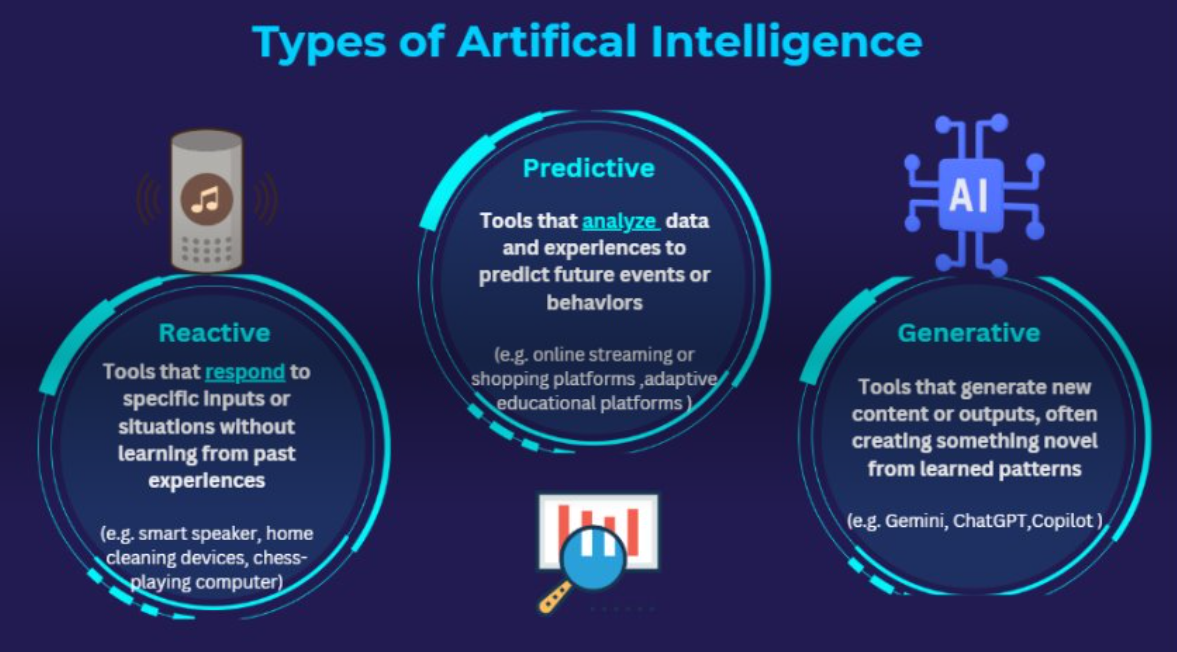 Types of Artifical Intelligence
Reactive
Tools that respond to
specific inputs or
situations without
learning from past
experiences
(e.g. smart speaker, home
cleaning devices, chess-
playing computer)
Predictive
Tools that analyze data
and experiences to
predict future events or
behaviors
(e.g. online streaming or
shopping platforms ,adaptive
educational platforms )
AI
Generative
Tools that generate new
content or outputs, often
creating something novel
from learned patterns
(e.g. Gemini, ChatGPT,Copilot )